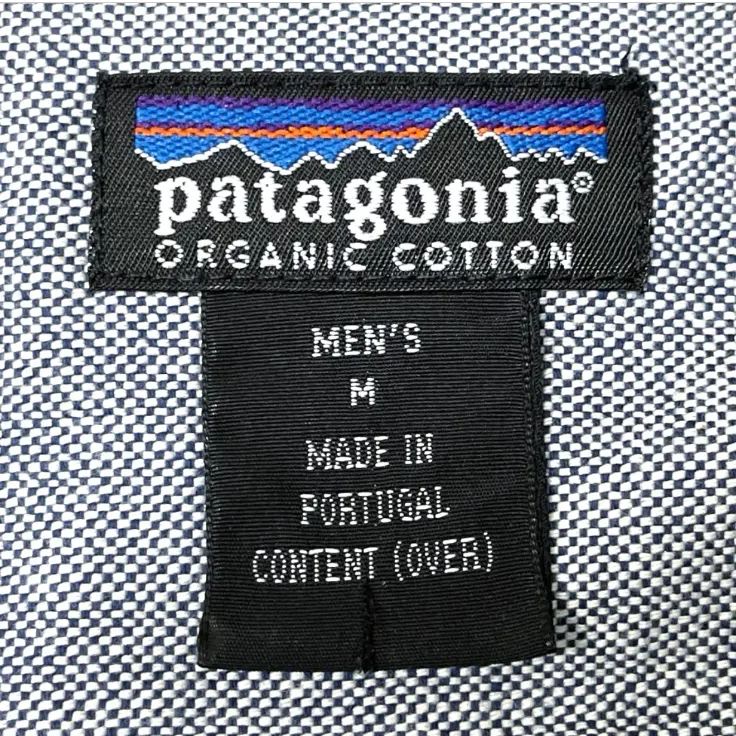 patagonia®
ORGANIC COTTON
MEN'S
M
MADE IN
PORTUGAL
CONTENT (OVER)